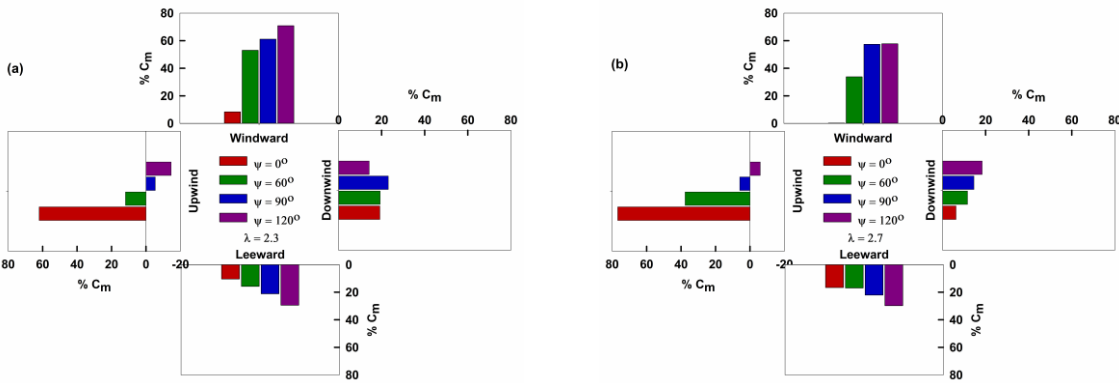 (a)
80
60
40
20
0
% Cm
% Cm
0 20 40 60 80
Windward
ψ = 0º
ψ = 60º
ψ = 90º
ψ = 120º
λ = 2.3
Upwind
Downwind
Leeward
80 60 40 20 0 -20
% Cm
0
20
40
60
80
% Cm
(b)
80
60
40
20
0
% Cm
% Cm
0 20 40 60 80
Windward
ψ = 0º
ψ = 60º
ψ = 90º
ψ = 120º
λ = 2.7
Upwind
Downwind
Leeward
80 60 40 20 0 -20
% Cm
0
20
40
60
80
% Cm